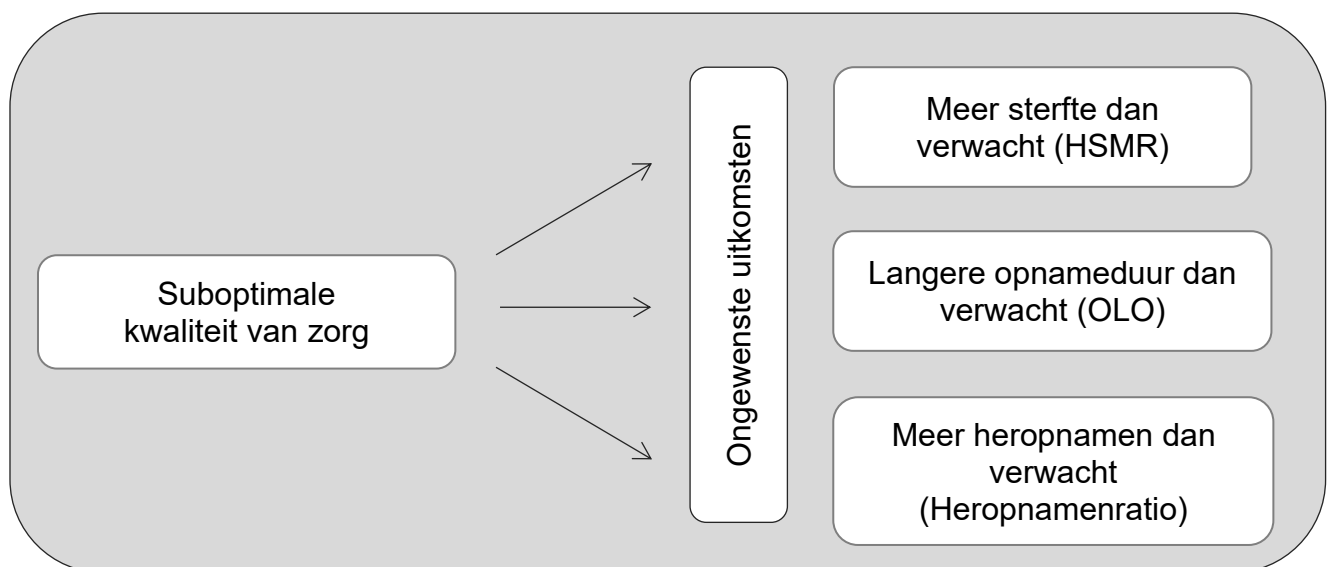 Suboptimale
kwaliteit van zorg
Ongewenste uitkomsten
Meer sterfte dan
verwacht (HSMR)
Langere opnameduur dan
verwacht (OLO)
Meer heropnamen dan
verwacht
(Heropnamenratio)